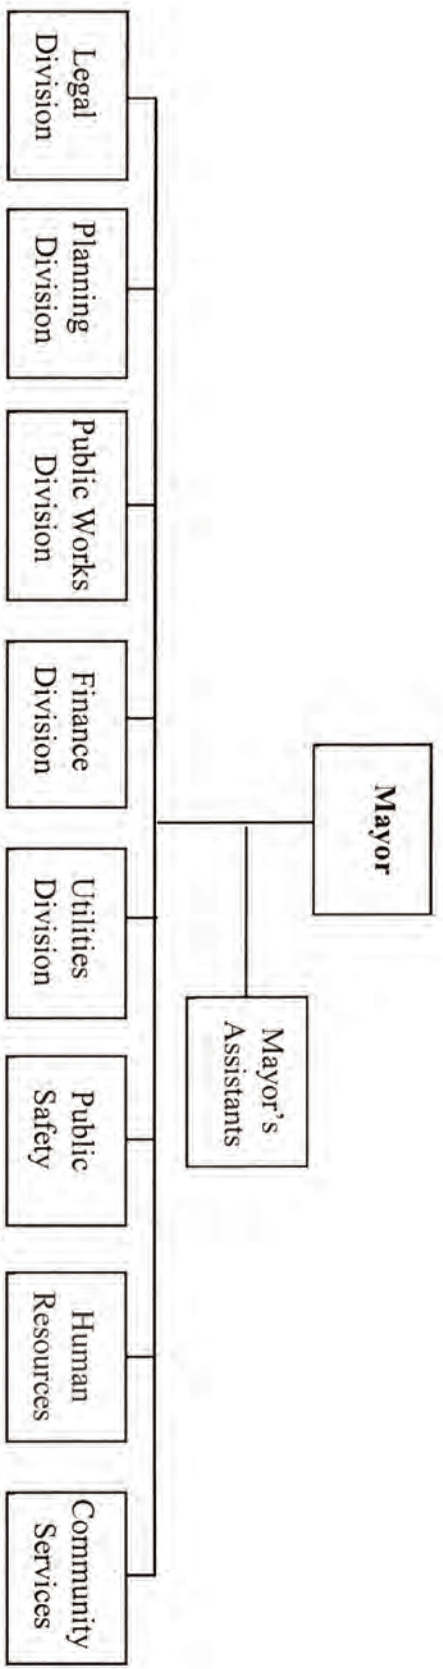 Mayor
Mayor's
Assistants
Legal
Division
Planning
Division
Public Works
Division
Finance
Division
Utilities
Division
Public
Safety
Human
Resources
Community
Services